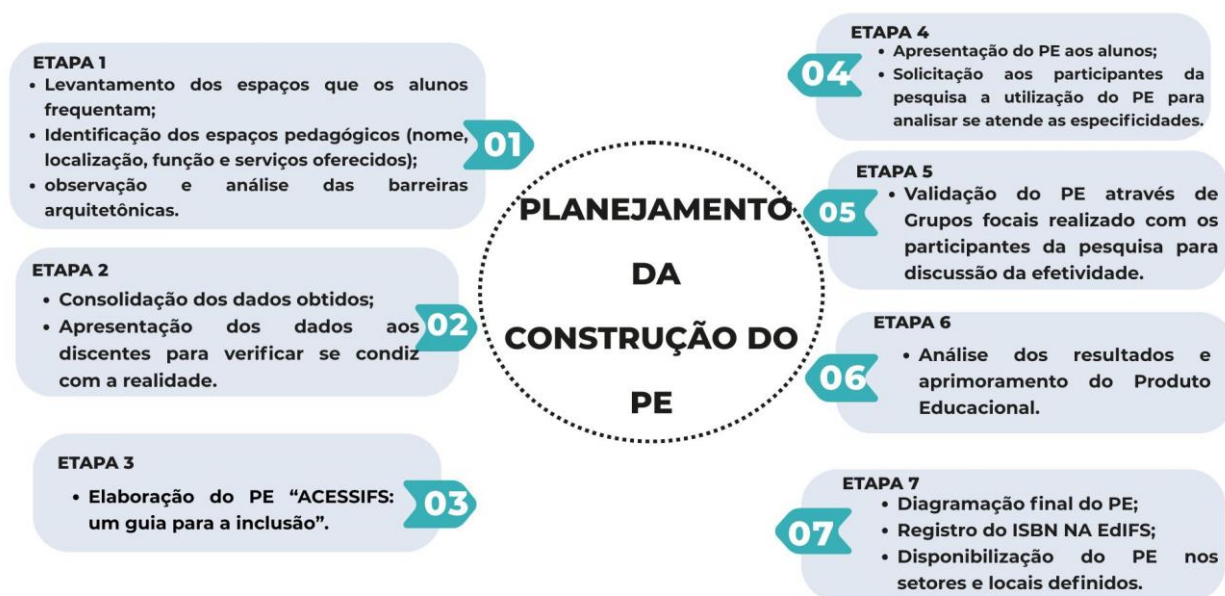 ETAPA 1
• Levantamento dos espaços que os alunos
frequentam;
• Identificação dos espaços pedagógicos (nome,
localização, função e serviços oferecidos);
• observação e análise das barreiras
arquitetônicas.
01
ETAPA 2
• Consolidação dos dados obtidos;
• Apresentação dos dados aos
discentes para verificar se condiz
com a realidade.
02
ETAPA 3
• Elaboração do PE “ACESSIFS:
um guia para a inclusão”.
03
PLANEJAMENTO
DA
CONSTRUÇÃO DO
PE
ETAPA 4
• Apresentação do PE aos alunos;
• Solicitação aos participantes da
pesquisa a utilização do PE para
analisar se atende as especificidades.
04
ETAPA 5
• Validação do PE através de
Grupos focais realizado com os
participantes da pesquisa para
discussão da efetividade.
05
ETAPA 6
• Análise dos resultados e
aprimoramento do Produto
Educacional.
06
ETAPA 7
• Diagramação final do PE;
• Registro do ISBN NA EdIFS;
• Disponibilização do PE nos
setores e locais definidos.
07